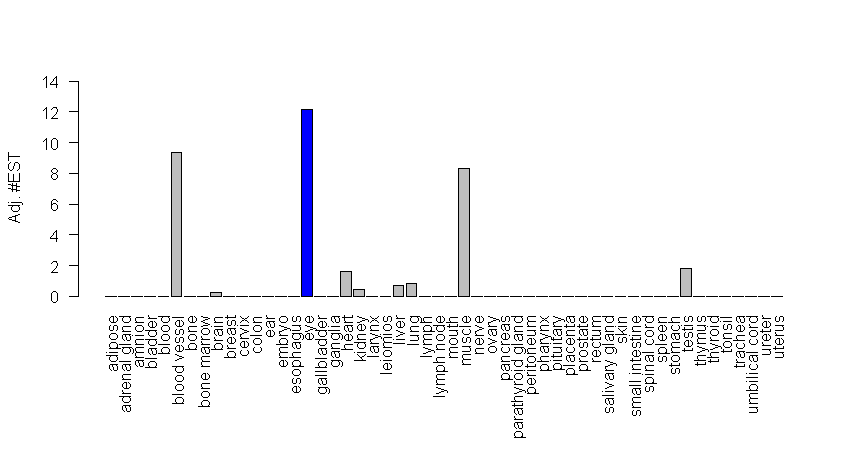 14
12
10
8
6
4
2
0
Adj. #EST
adipose
adrenal gland
amnion
bladder
blood
blood vessel
bone
bone marrow
brain
breast
cervix
colon
ear
embryo
esophagus
eye
gallbladder
ganglia
heart
kidney
larynx
leiomios
liver
lung
lymph
lymph node
mouth
muscle
nerve
ovary
pancreas
parathyroid gland
peritoneum
pharynx
pituitary
placenta
prostate
rectum
salivary gland
skin
small intestine
spinal cord
spleen
stomach
testis
thymus
thyroid
tonsil
trachea
umbilical cord
ureter
uterus